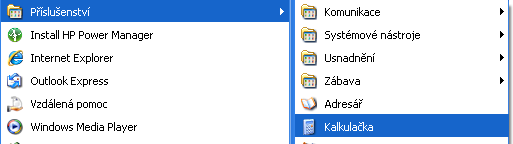 Příslušenství
Install HP Power Manager
Internet Explorer
Outlook Express
Vzdálená pomoc
Windows Media Player
Komunikace
Systémové nástroje
Usnadnění
Zábava
Adresář
Kalkulačka